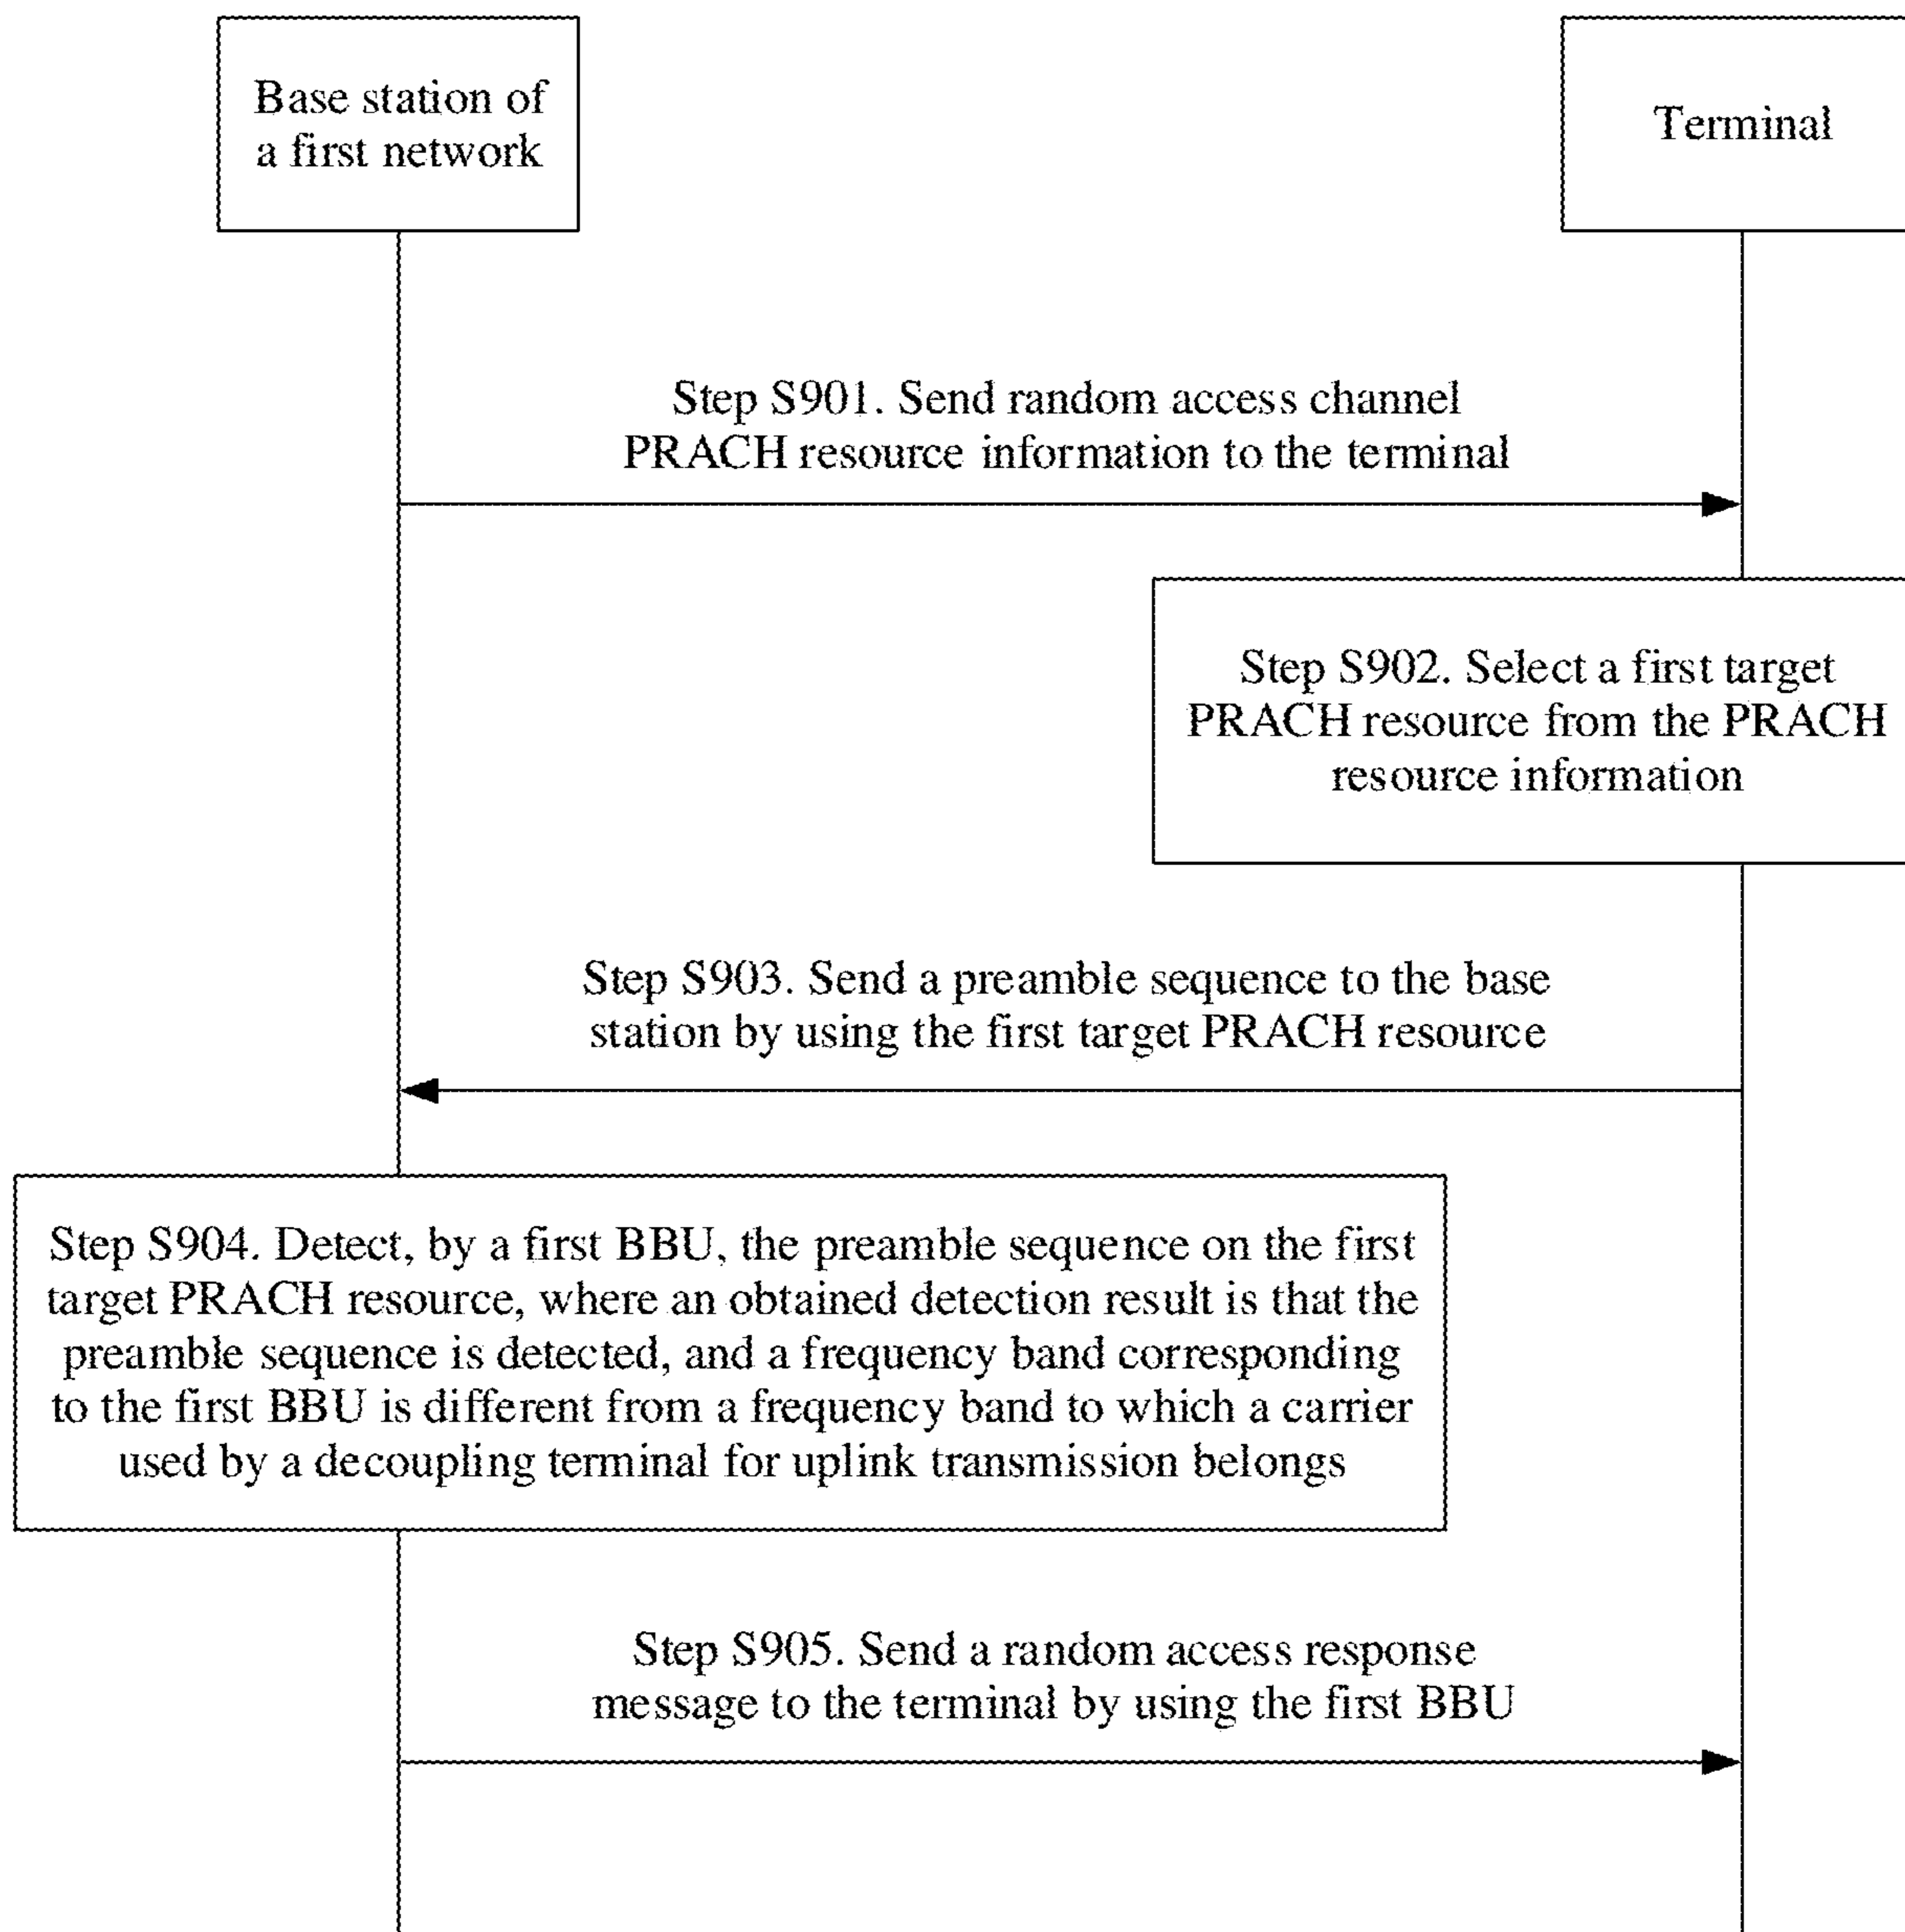 Base station of
a first network
Terminal
Step S901. Send random access channel
PRACH resource information to the terminal
Step S902. Select a first target
PRACH resource from the PRACH
resource information
Step S903. Send a preamble sequence to the base
station by using the first target PRACH resource
Step S904. Detect, by a first BBU, the preamble sequence on the first
target PRACH resource, where an obtained detection result is that the
preamble sequence is detected, and a frequency band corresponding
to the first BBU is different from a frequency band to which a carrier
used by a decoupling terminal for uplink transmission belongs
Step S905. Send a random access response
message to the terminal by using the first BBU